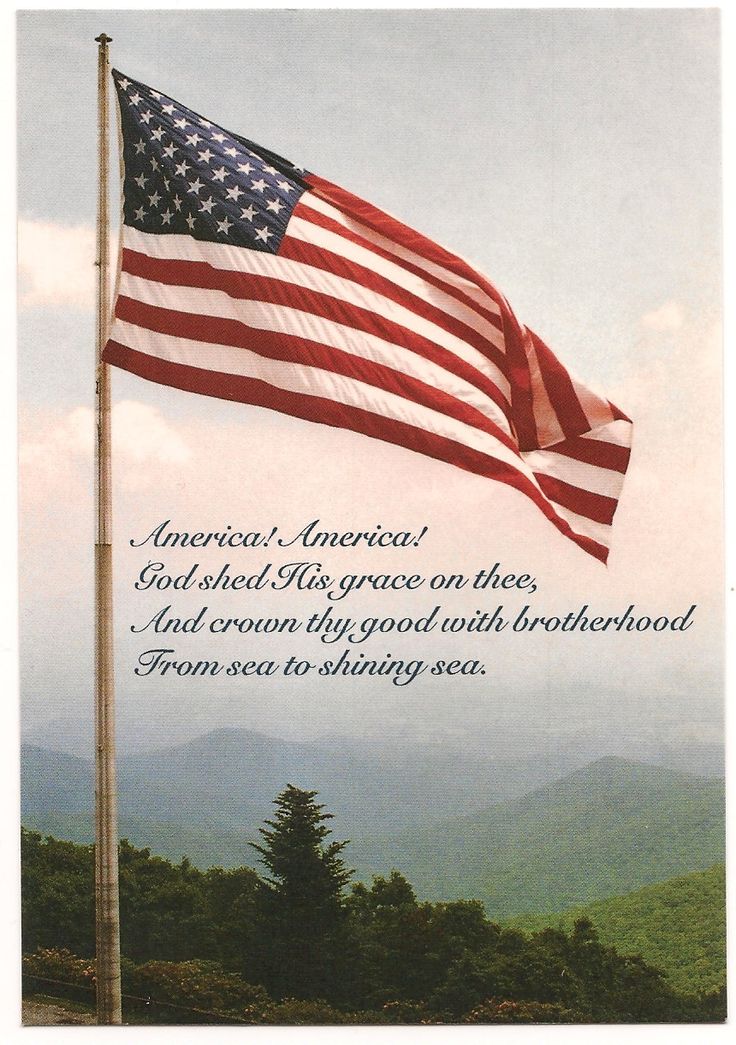 America! America!
God shed His grace on thee,
And crown thy good with brotherhood
From sea to shining sea.